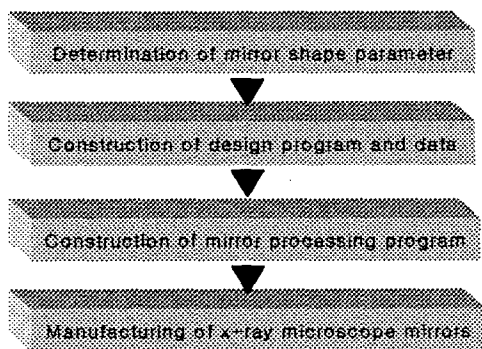 Determination of mirror shape parameter
Construction of design program and data
Construction of mirror processing program
Manufacturing of x-ray microscope mirrors